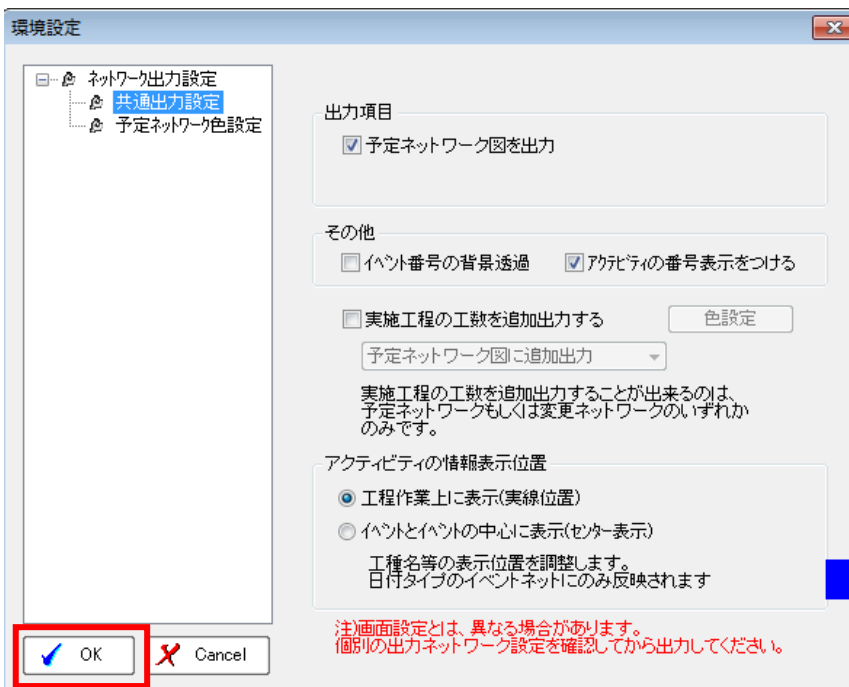 環境設定
ネットワーク出力設定
共通出力設定
予定ネットワーク色設定
出力項目
予定ネットワーク図を出力
その他
イベント番号の背景透過
アクテビティの番号表示をつける
実施工程の工数を追加出力する
色設定
予定ネットワーク図に追加出力
実施工程の工数を追加出力することが出来るのは、
予定ネットワークもしくは変更ネットワークのいずれか
のみです。
アクティビティの情報表示位置
工程作業上に表示(実線位置)
イベントとイベントの中心に表示(センター表示)
工種名等の表示位置を調整します。
日付タイプのイベントネットにのみ反映されます
注)画面設定とは、異なる場合があります。
個別の出力ネットワーク設定を確認してから出力してください。
OK
Cancel